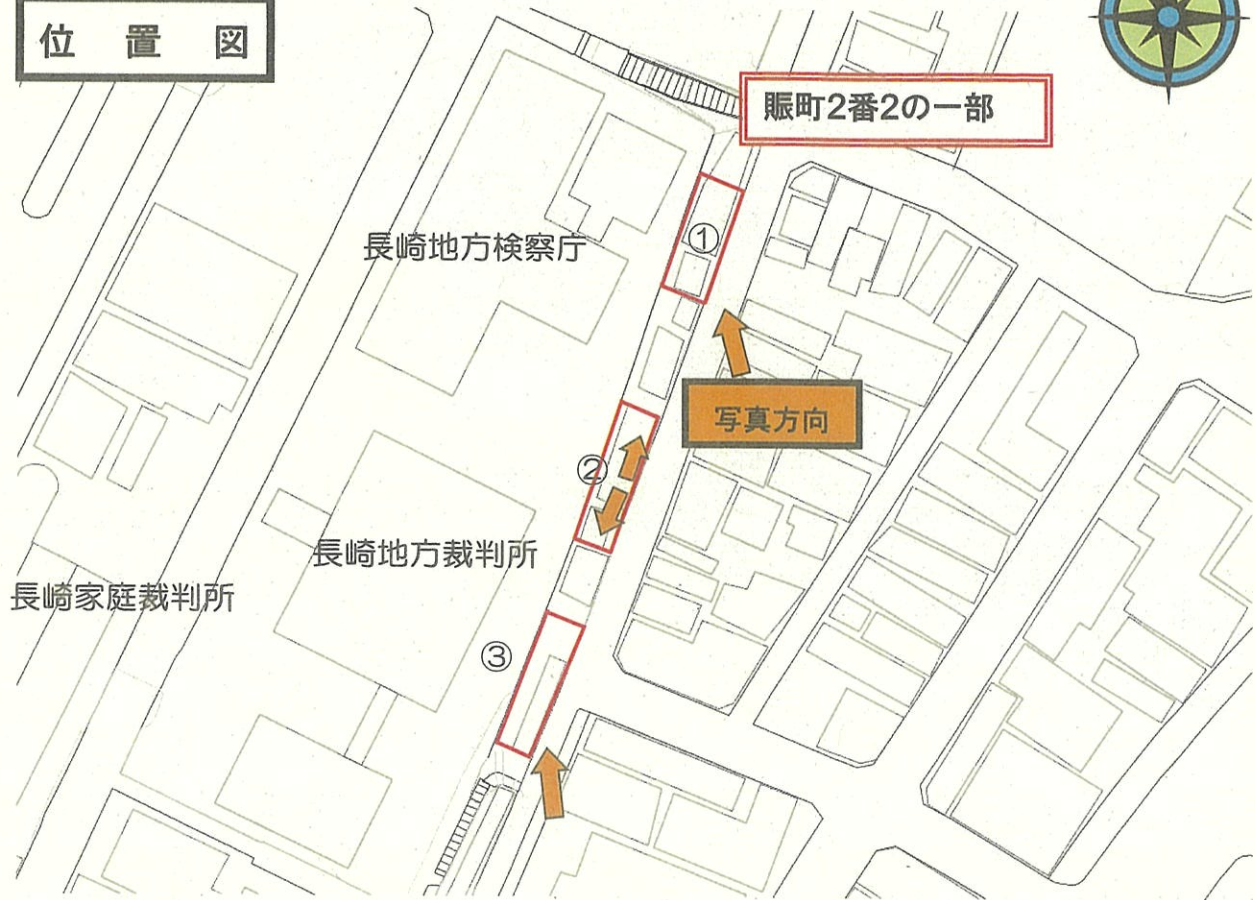 位 置 図
賑町2番2の一部
長崎地方検察庁
①
写真方向
②
長崎地方裁判所
長崎家庭裁判所
③